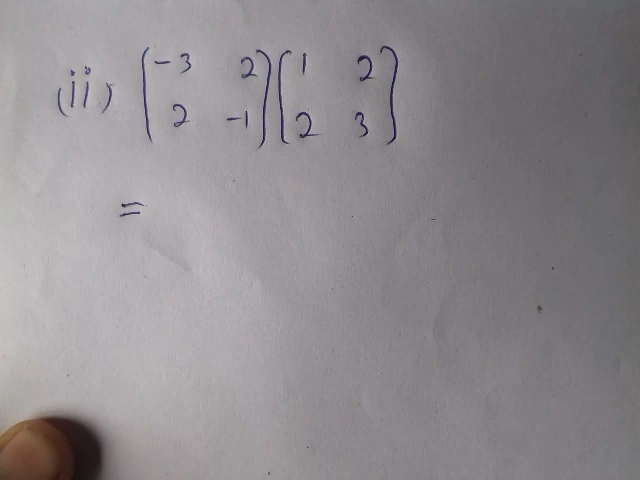 (ii) (-3 2) (1 2)
(2 -1) (2 3)
=